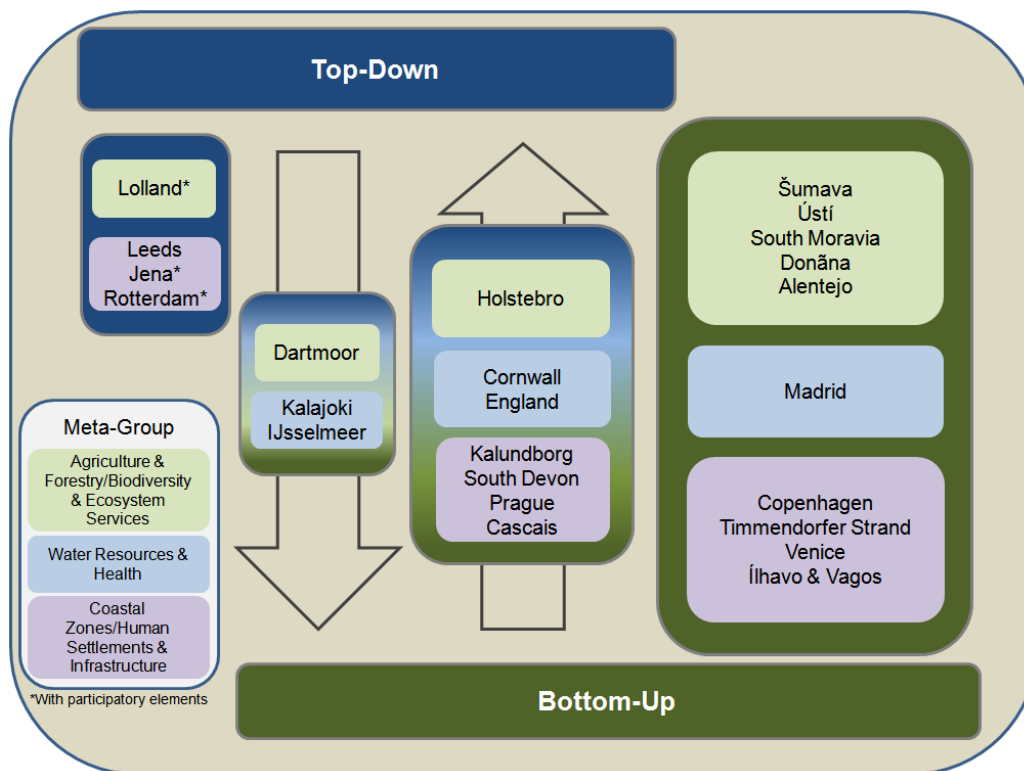 Top-Down
Lolland*
Leeds
Jena*
Rotterdam*
Dartmoor
Kalajoki
IJsselmeer
Holstebro
Cornwall
England
Kalundborg
South Devon
Prague
Cascais
Šumava
Ústí
South Moravia
Donãna
Alentejo
Madrid
Copenhagen
Timmendorfer Strand
Venice
Ílhavo & Vagos
Meta-Group
Agriculture &
Forestry/Biodiversity
& Ecosystem
Services
Water Resources &
Health
Coastal
Zones/Human
Settlements &
Infrastructure
*With participatory elements
Bottom-Up